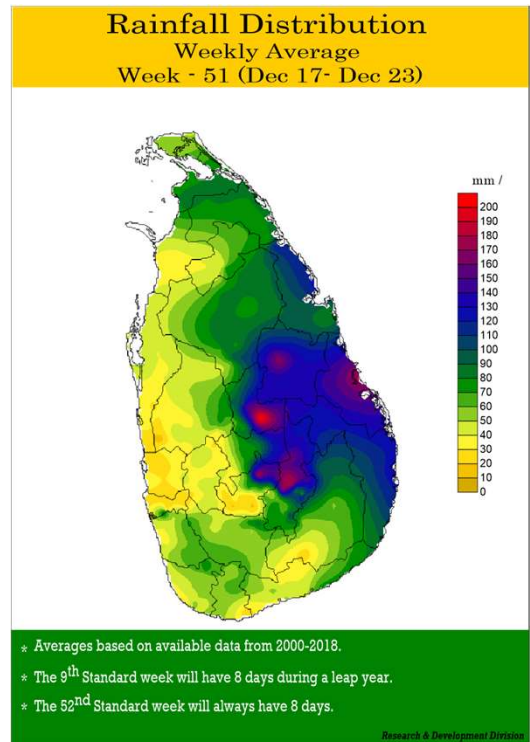 Rainfall Distribution
Weekly Average
Week - 51 (Dec 17- Dec 23)
mm /
200
190
180
170
160
150
140
130
120
110
100
90
80
70
60
50
40
30
20
10
0
* Averages based on available data from 2000-2018.
* The 9th Standard week will have 8 days during a leap year.
* The 52nd Standard week will always have 8 days.
Research & Development Division